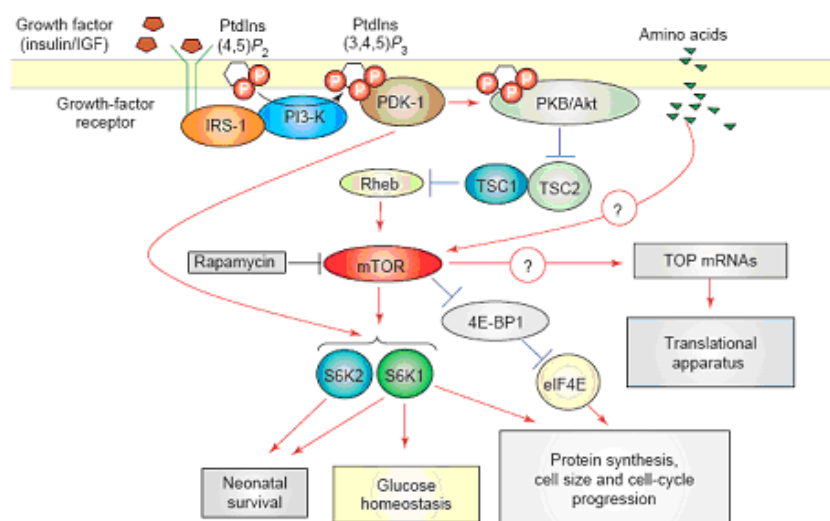 Growth factor
(insulin/IGF)
PtdIns
(4,5)P2
PtdIns
(3,4,5)P3
Amino acids
P
P
P
P
P
P
P
P
Growth-factor
receptor
IRS-1
PI3-K
PDK-1
PKB/Akt
Rheb
TSC1
TSC2
?
Rapamycin
mTOR
?
TOP mRNAs
4E-BP1
Translational
apparatus
S6K2
S6K1
eIF4E
Neonatal
survival
Glucose
homeostasis
Protein synthesis,
cell size and cell-cycle
progression